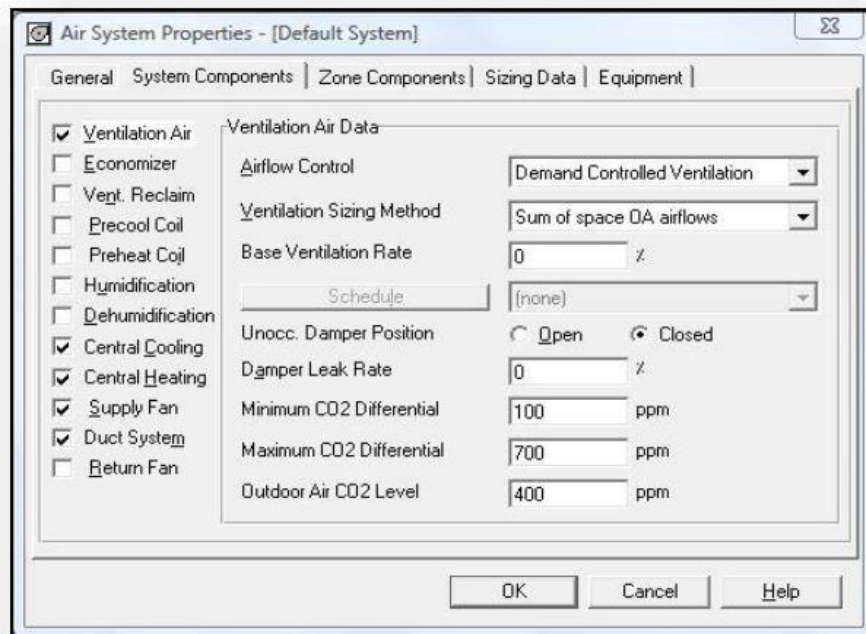 Air System Properties - [Default System]
General System Components Zone Components Sizing Data Equipment
Ventilation Air
Economizer
Vent. Reclaim
Precool Coil
Preheat Coil
Humidification
Dehumidification
Central Cooling
Central Heating
Supply Fan
Duct System
Return Fan
Ventilation Air Data
Airflow Control Demand Controlled Ventilation
Ventilation Sizing Method Sum of space OA airflows
Base Ventilation Rate 0 %
Schedule (none)
Unocc. Damper Position Open Closed
Damper Leak Rate 0 %
Minimum CO2 Differential 100 ppm
Maximum CO2 Differential 700 ppm
Outdoor Air CO2 Level 400 ppm
OK Cancel Help